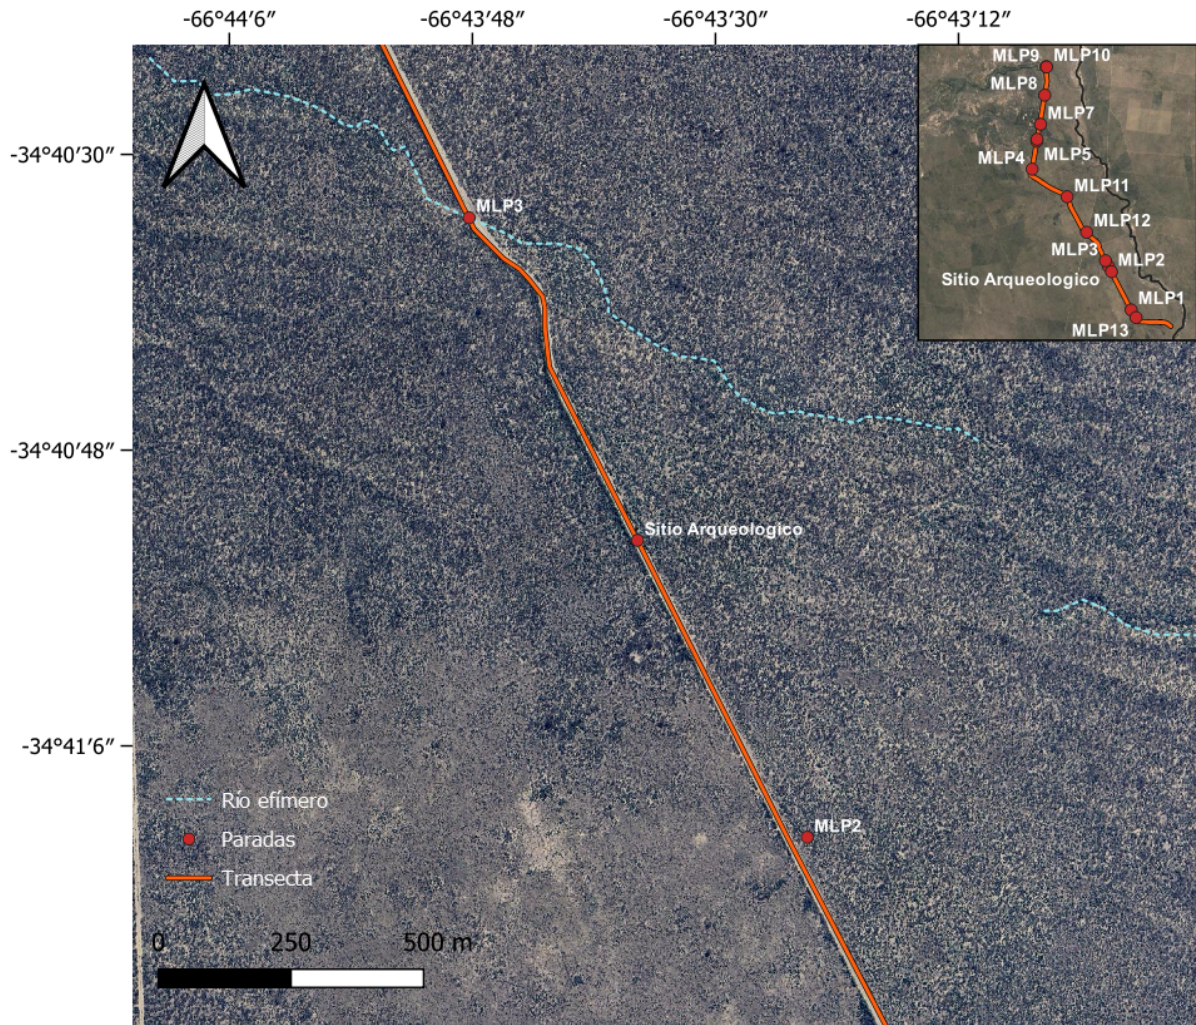 -66°44′6″ -66°43′48″ -66°43′30″ -66°43′12″
-34°40′30″
-34°40′48″
-34°41′6″
MLP9 MLP10
MLP8
MLP7
MLP4 MLP5
MLP11
MLP12
MLP3 MLP2
Sitio Arqueologico
MLP1
MLP13
MLP3
Sitio Arqueologico
MLP2
Río efímero
Paradas
Transecta
0 250 500 m